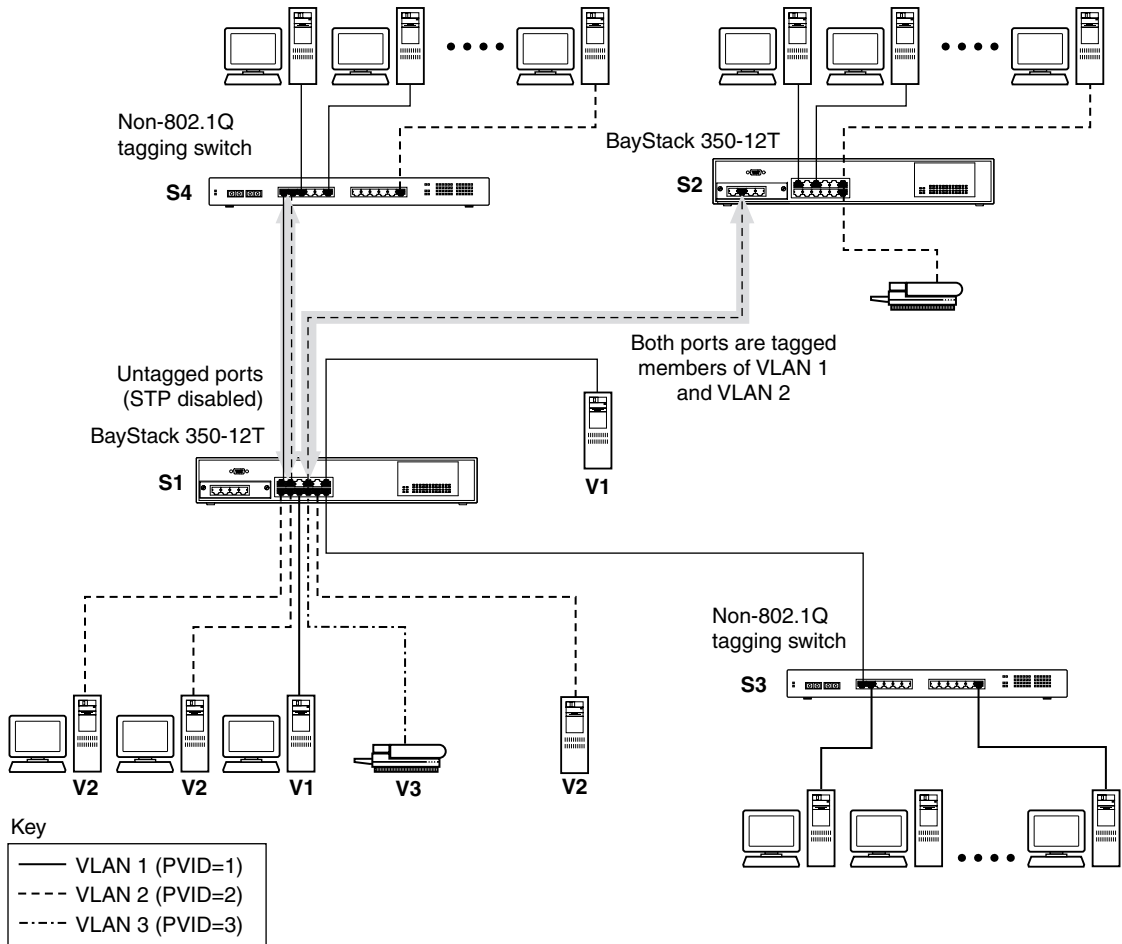 Non-802.1Q
tagging switch
S4
BayStack 350-12T
S2
Both ports are tagged
members of VLAN 1
and VLAN 2
Untagged ports
(STP disabled)
BayStack 350-12T
S1
V1
Non-802.1Q
tagging switch
S3
V2
V2
V1
V3
V2
Key
VLAN 1 (PVID=1)
VLAN 2 (PVID=2)
VLAN 3 (PVID=3)